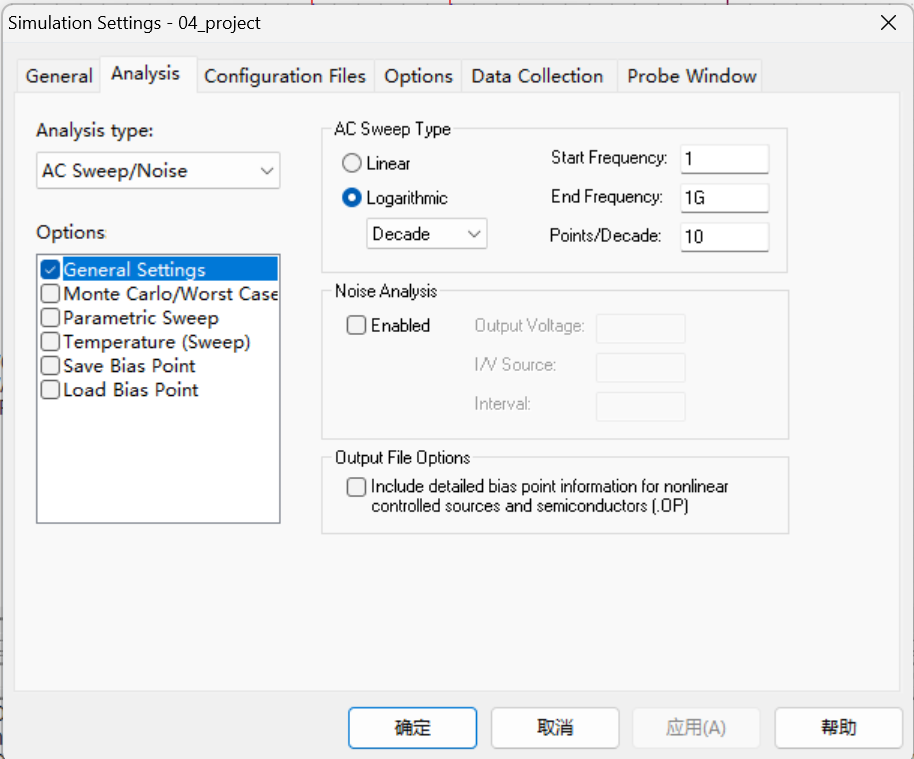 Simulation Settings - 04_project
General Analysis Configuration Files Options Data Collection Probe Window
Analysis type:
AC Sweep/Noise
Options:
General Settings
Monte Carlo/Worst Case
Parametric Sweep
Temperature (Sweep)
Save Bias Point
Load Bias Point
AC Sweep Type
Linear
Logarithmic
Decade
Start Frequency: 1
End Frequency: 1G
Points/Decade: 10
Noise Analysis
Enabled
Output Voltage:
I/V Source:
Interval:
Output File Options
Include detailed bias point information for nonlinear
controlled sources and semiconductors (.OP)
确定 取消 应用(A) 帮助